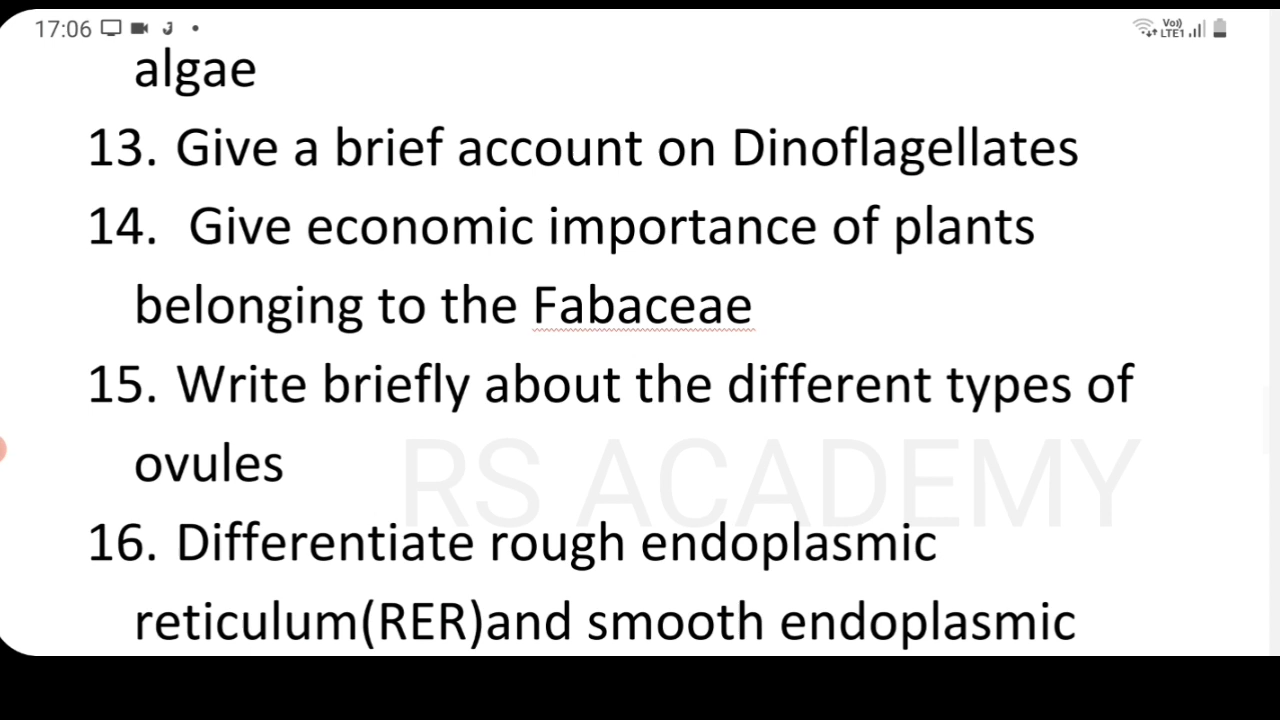 17:06
Vo))
LTE1
algae
13. Give a brief account on Dinoflagellates
14. Give economic importance of plants
belonging to the Fabaceae
15. Write briefly about the different types of
ovules
RS ACADEMY
16. Differentiate rough endoplasmic
reticulum(RER)and smooth endoplasmic